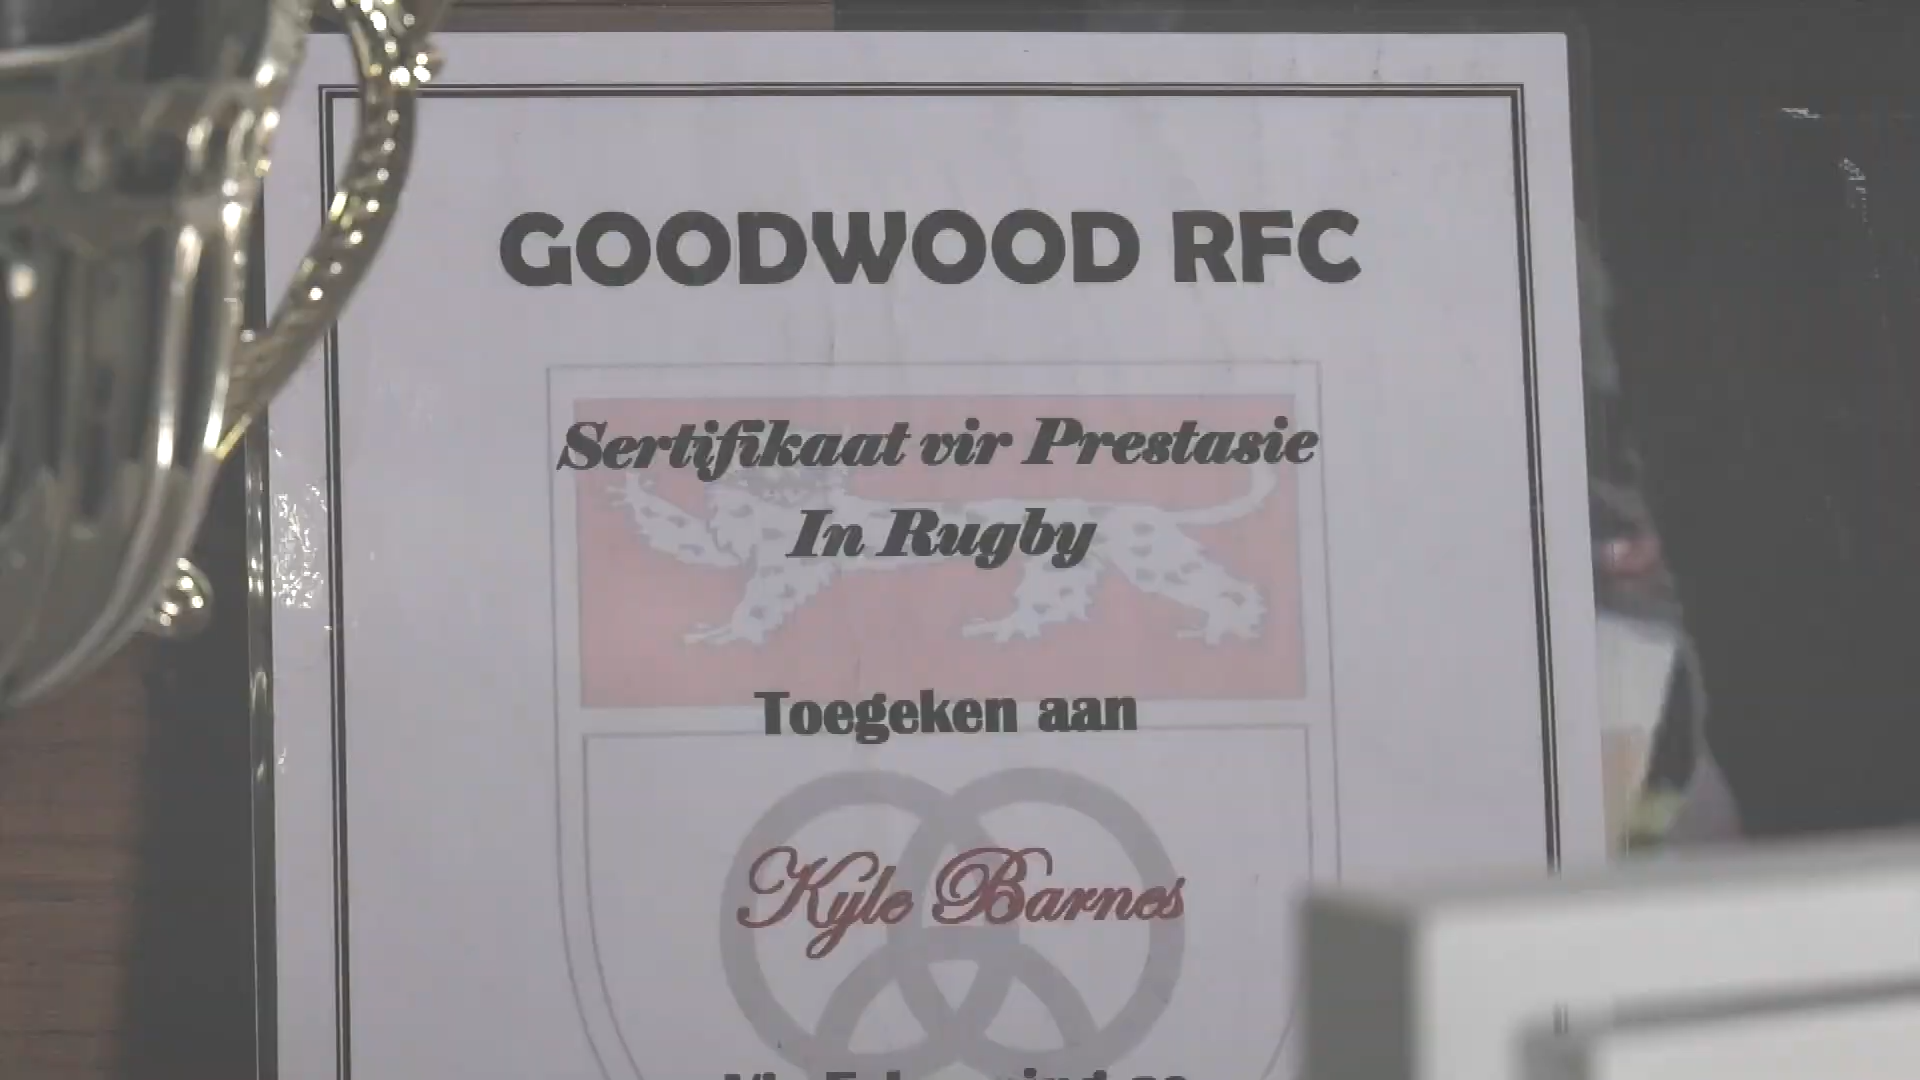 GOODWOOD RFC
Sertifikaat vir Prestasie
In Rugby
Toegeken aan
Kyle Barnes